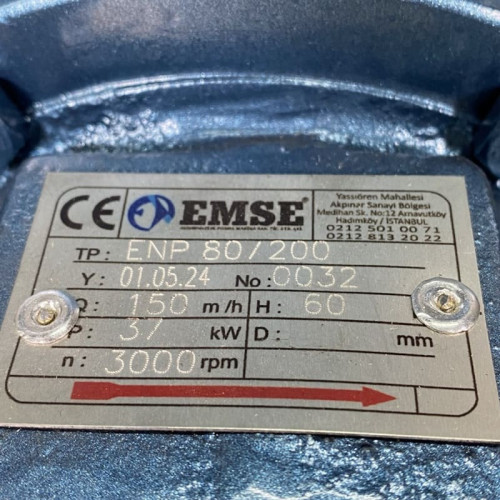 CE EMSE
Yassıören Mahallesi
Akpınar Sanayi Bölgesi
Medihan Sk. No:12 Arnavutköy
Hadımköy / İSTANBUL
0212 501 00 71
0212 813 20 22
TP: ENP 80/200
Y: 01.05.24 No: 0032
Q: 150 m/h H: 60
P: 37 kW D: mm
n: 3000 rpm